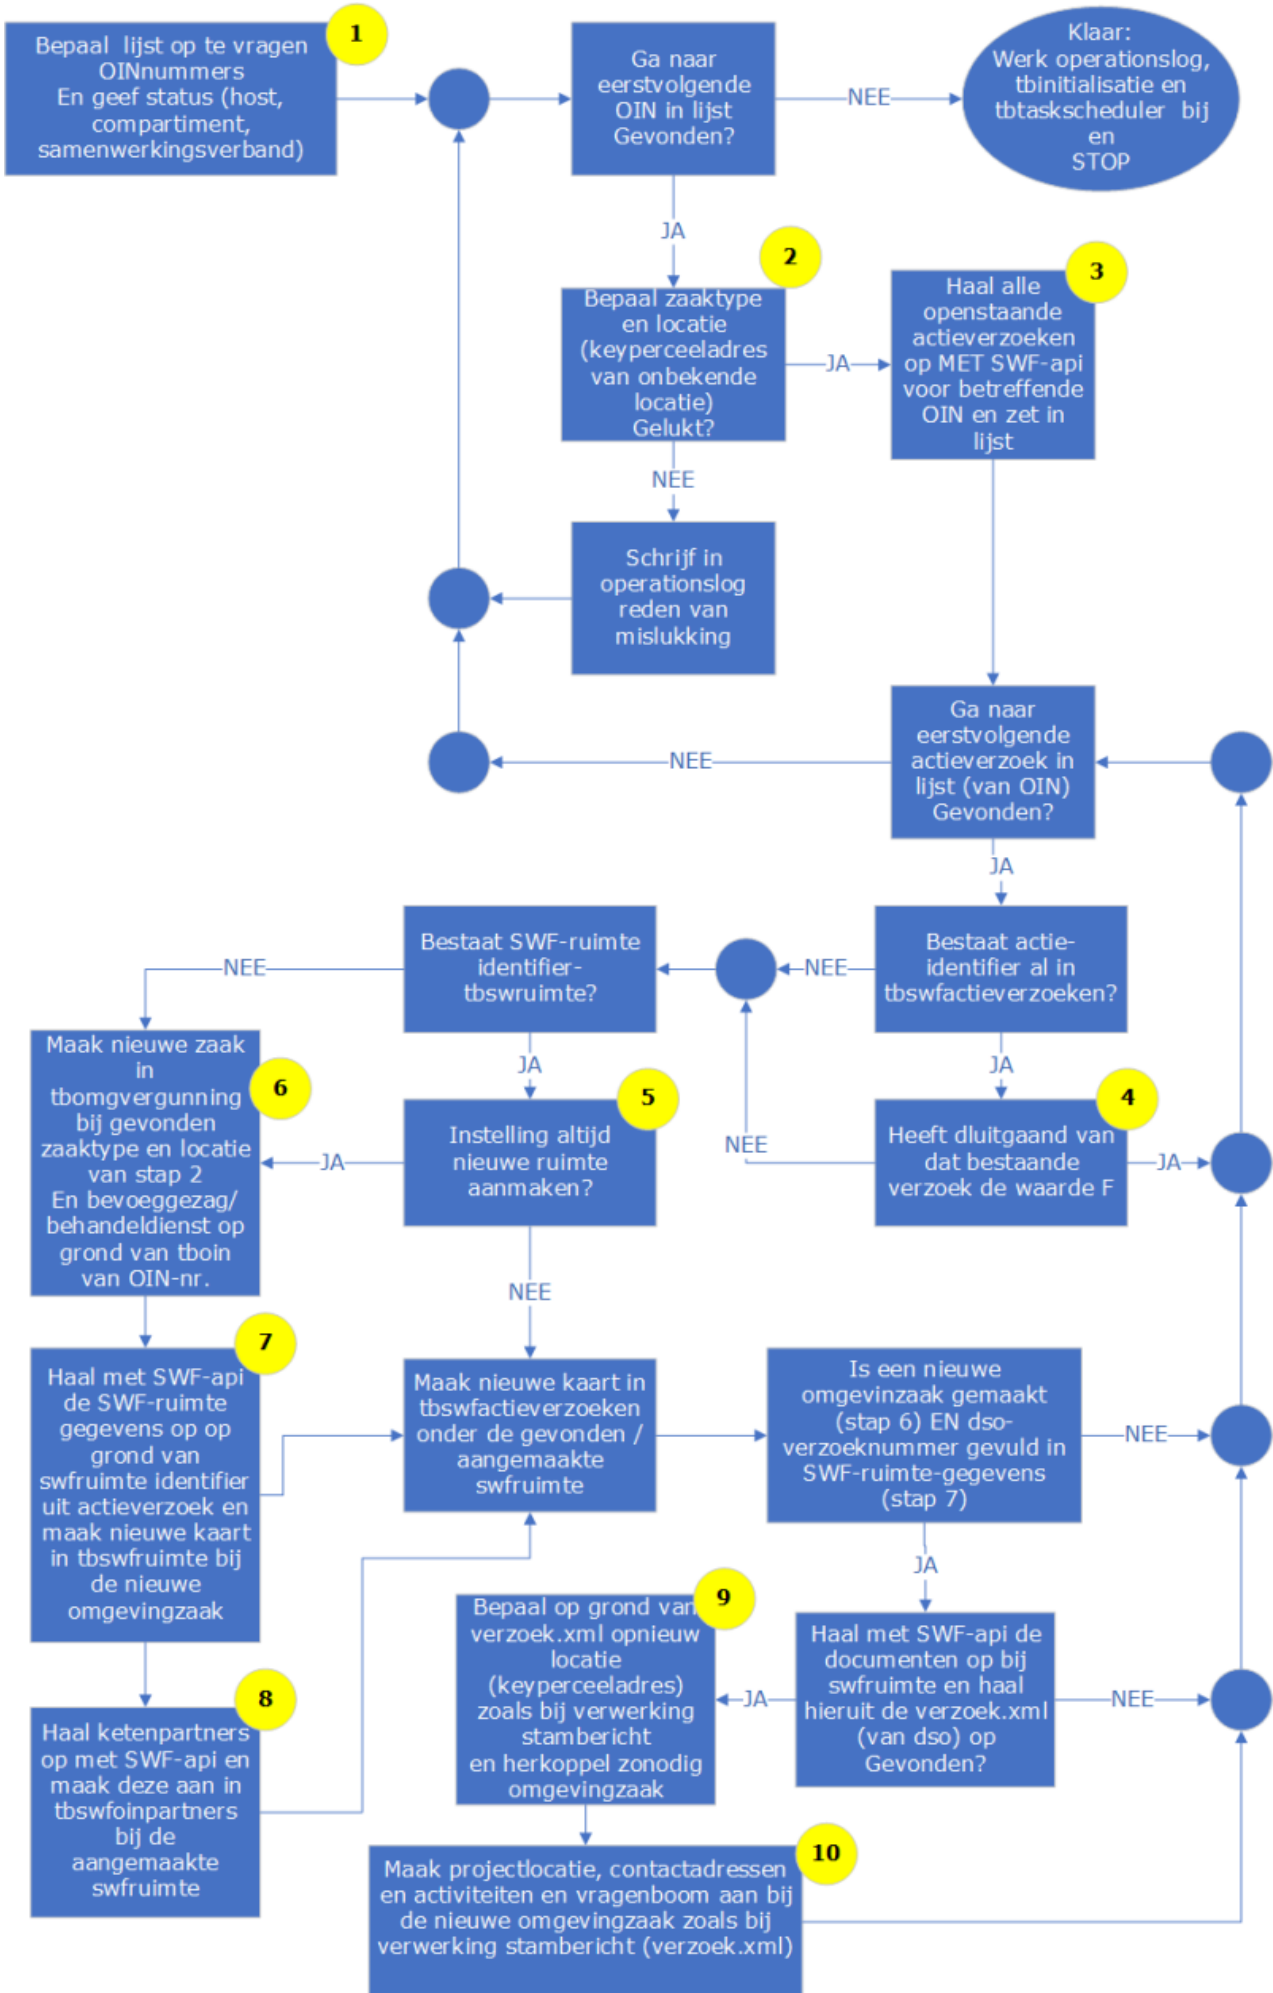 1
Bepaal lijst op te vragen
OINnummers
En geef status (host,
compartiment,
samenwerkingsverband)
Ga naar
eerstvolgende
OIN in lijst
Gevonden?
NEE
Klaar:
Werk operationslog,
tbinitialisatie en
tbtaskscheduler bij
en
STOP
JA
2
Bepaal zaaktype
en locatie
(keyperceeladres
van onbekende
locatie)
Gelukt?
JA
3
Haal alle
openstaande
actieverzoeken
op MET SWF-api
voor betreffende
OIN en zet in
lijst
NEE
Schrijf in
operationslog
reden van
mislukking
Ga naar
eerstvolgende
actieverzoek in
lijst (van OIN)
Gevonden?
NEE
JA
Bestaat actie-
identifier al in
tbswfactieverzoeken?
NEE
Bestaat SWF-ruimte
identifier-
tbswruimte?
NEE
JA
JA
4
Heeft dluitgaand van
dat bestaande
verzoek de waarde F
NEE
JA
5
Instelling altijd
nieuwe ruimte
aanmaken?
JA
NEE
6
Maak nieuwe zaak
in
tbomgvergunning
bij gevonden
zaaktype en locatie
van stap 2
En bevoeggezag/
behandeldienst op
grond van tboin
van OIN-nr.
7
Haal met SWF-api
de SWF-ruimte
gegevens op op
grond van
swfruimte identifier
uit actieverzoek en
maak nieuwe kaart
in tbswfruimte bij
de nieuwe
omgevingzaak
Maak nieuwe kaart in
tbswfactieverzoeken
onder de gevonden /
aangemaakte
swfruimte
Is een nieuwe
omgevinzaak gemaakt
(stap 6) EN dso-
verzoeknummer gevuld in
SWF-ruimte-gegevens
(stap 7)
NEE
JA
8
Haal ketenpartners
op met SWF-api en
maak deze aan in
tbswfoinpartners
bij de
aangemaakte
swfruimte
9
Bepaal op grond van
verzoek.xml opnieuw
locatie
(keyperceeladres)
zoals bij verwerking
stambericht
en herkoppel zonodig
omgevingzaak
JA
Haal met SWF-api de
documenten op bij
swfruimte en haal
hieruit de verzoek.xml
(van dso) op
Gevonden?
NEE
10
Maak projectlocatie, contactadressen
en activiteiten en vragenboom aan bij
de nieuwe omgevingzaak zoals bij
verwerking stambericht (verzoek.xml)